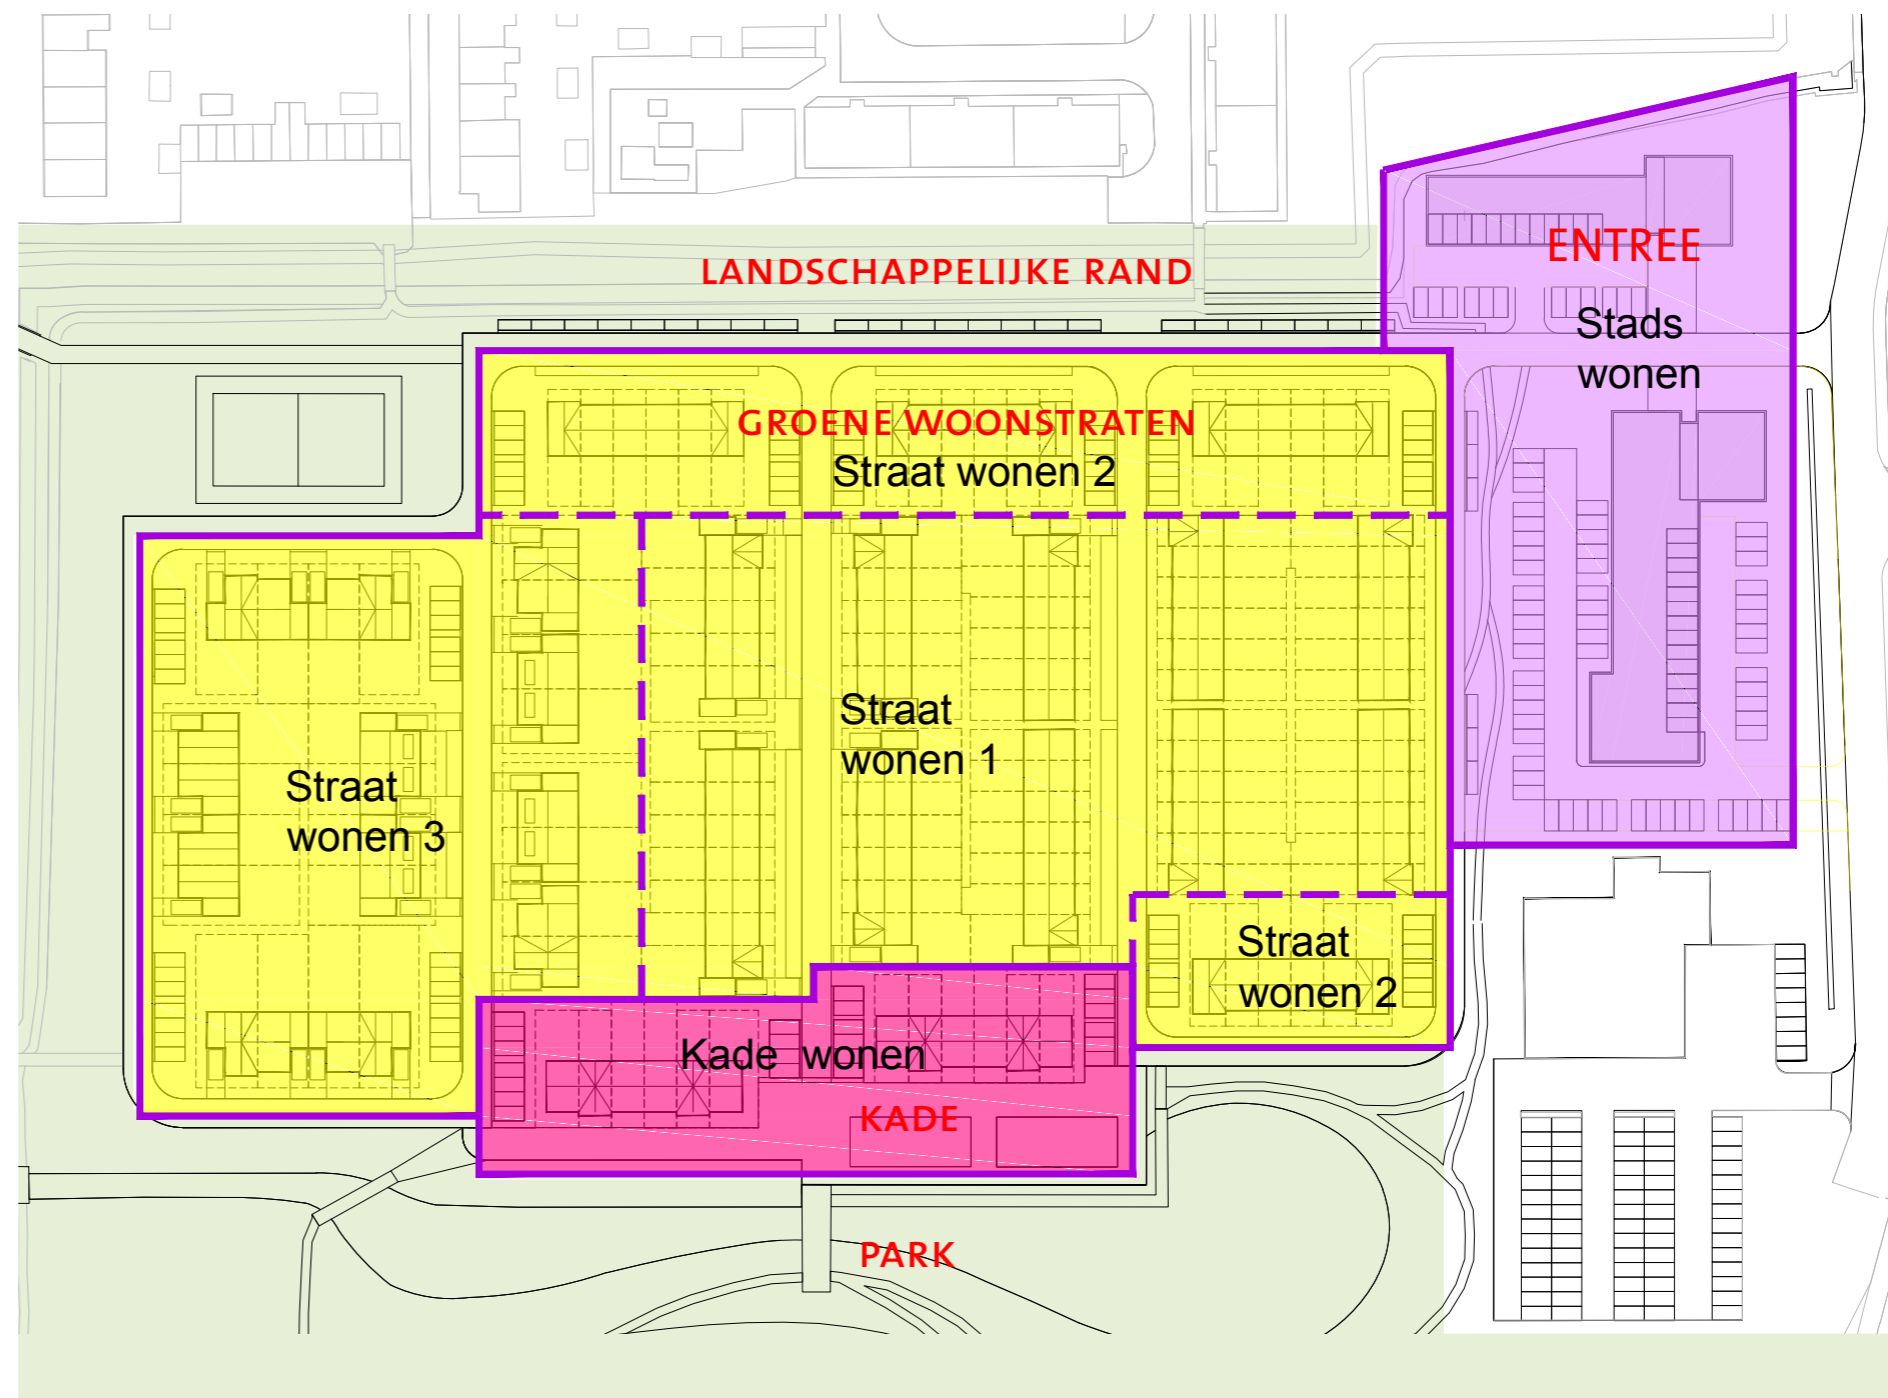 ENTREE
LANDSCHAPPELIJKE RAND
Stads
wonen
GROENE WOONSTRATEN
Straat wonen 2
Straat
wonen 1
Straat
wonen 3
Straat
wonen 2
Kade wonen
KADE
PARK